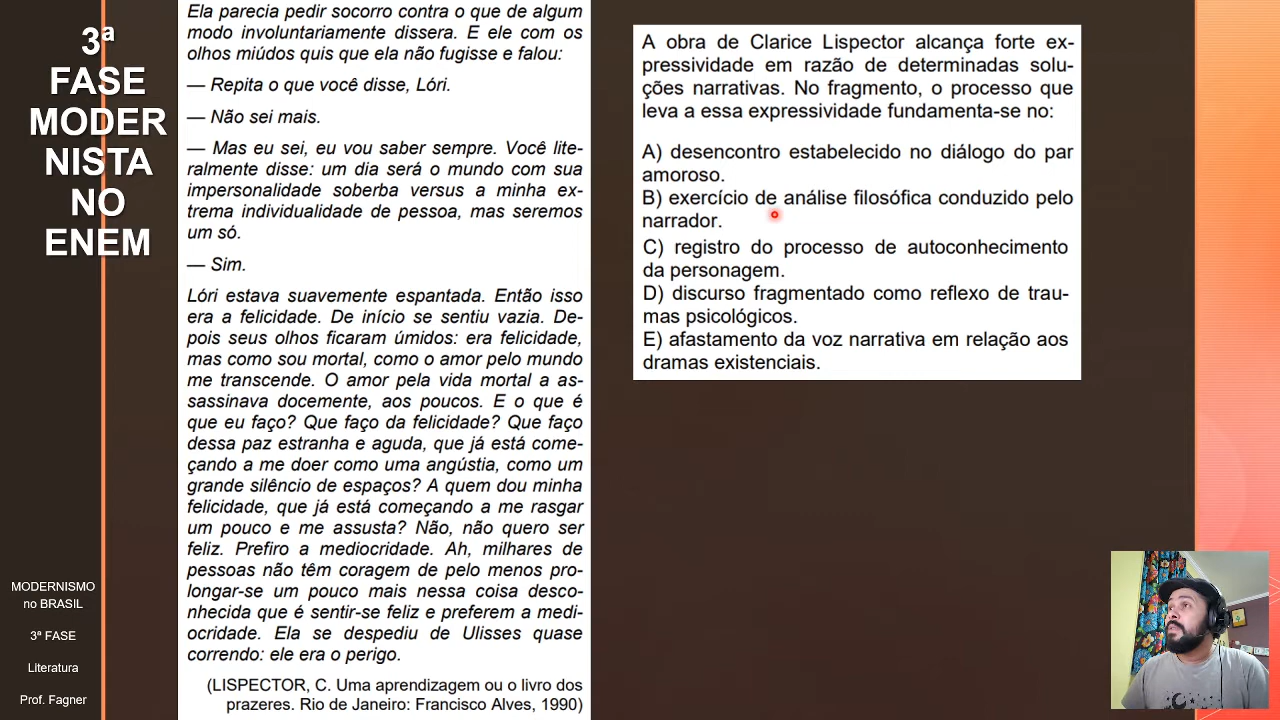 3ª
FASE
MODER
NISTA
NO
ENEM
MODERNISMO
no BRASIL
3ª FASE
Literatura
Prof. Fagner
Ela parecia pedir socorro contra o que de algum
modo involuntariamente dissera. E ele com os
olhos miúdos quis que ela não fugisse e falou:
— Repita o que você disse, Lóri.
— Não sei mais.
— Mas eu sei, eu vou saber sempre. Você lite-
ralmente disse: um dia será o mundo com sua
impersonalidade soberba versus a minha ex-
trema individualidade de pessoa, mas seremos
um só.
— Sim.
Lóri estava suavemente espantada. Então isso
era a felicidade. De início se sentiu vazia. De-
pois seus olhos ficaram úmidos: era felicidade,
mas como sou mortal, como o amor pelo mundo
me transcende. O amor pela vida mortal a as-
sassinava docemente, aos poucos. E o que é
que eu faço? Que faço da felicidade? Que faço
dessa paz estranha e aguda, que já está come-
çando a me doer como uma angústia, como um
grande silêncio de espaços? A quem dou minha
felicidade, que já está começando a me rasgar
um pouco e me assusta? Não, não quero ser
feliz. Prefiro a mediocridade. Ah, milhares de
pessoas não têm coragem de pelo menos pro-
longar-se um pouco mais nessa coisa desco-
nhecida que é sentir-se feliz e preferem a medi-
ocridade. Ela se despediu de Ulisses quase
correndo: ele era o perigo.
(LISPECTOR, C. Uma aprendizagem ou o livro dos
prazeres. Rio de Janeiro: Francisco Alves, 1990)
A obra de Clarice Lispector alcança forte ex-
pressividade em razão de determinadas solu-
ções narrativas. No fragmento, o processo que
leva a essa expressividade fundamenta-se no:
A) desencontro estabelecido no diálogo do par
amoroso.
B) exercício de análise filosófica conduzido pelo
narrador.
C) registro do processo de autoconhecimento
da personagem.
D) discurso fragmentado como reflexo de trau-
mas psicológicos.
E) afastamento da voz narrativa em relação aos
dramas existenciais.